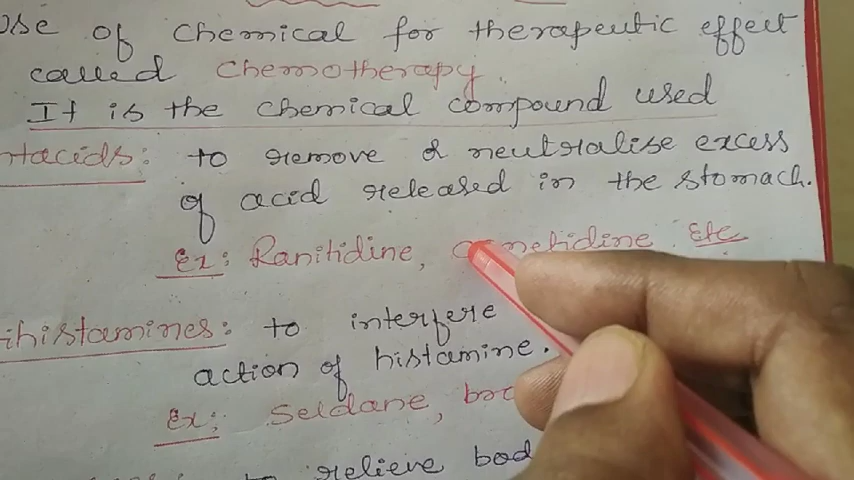 of chemical for therapeutic effect
called chemotherapy.
It is the chemical compound used
to remove & neutralise excess
of acid released in the stomach.
Ex: Ranitidine, etc
to interfere
action of histamine.
Ex: Seldane,
to relieve